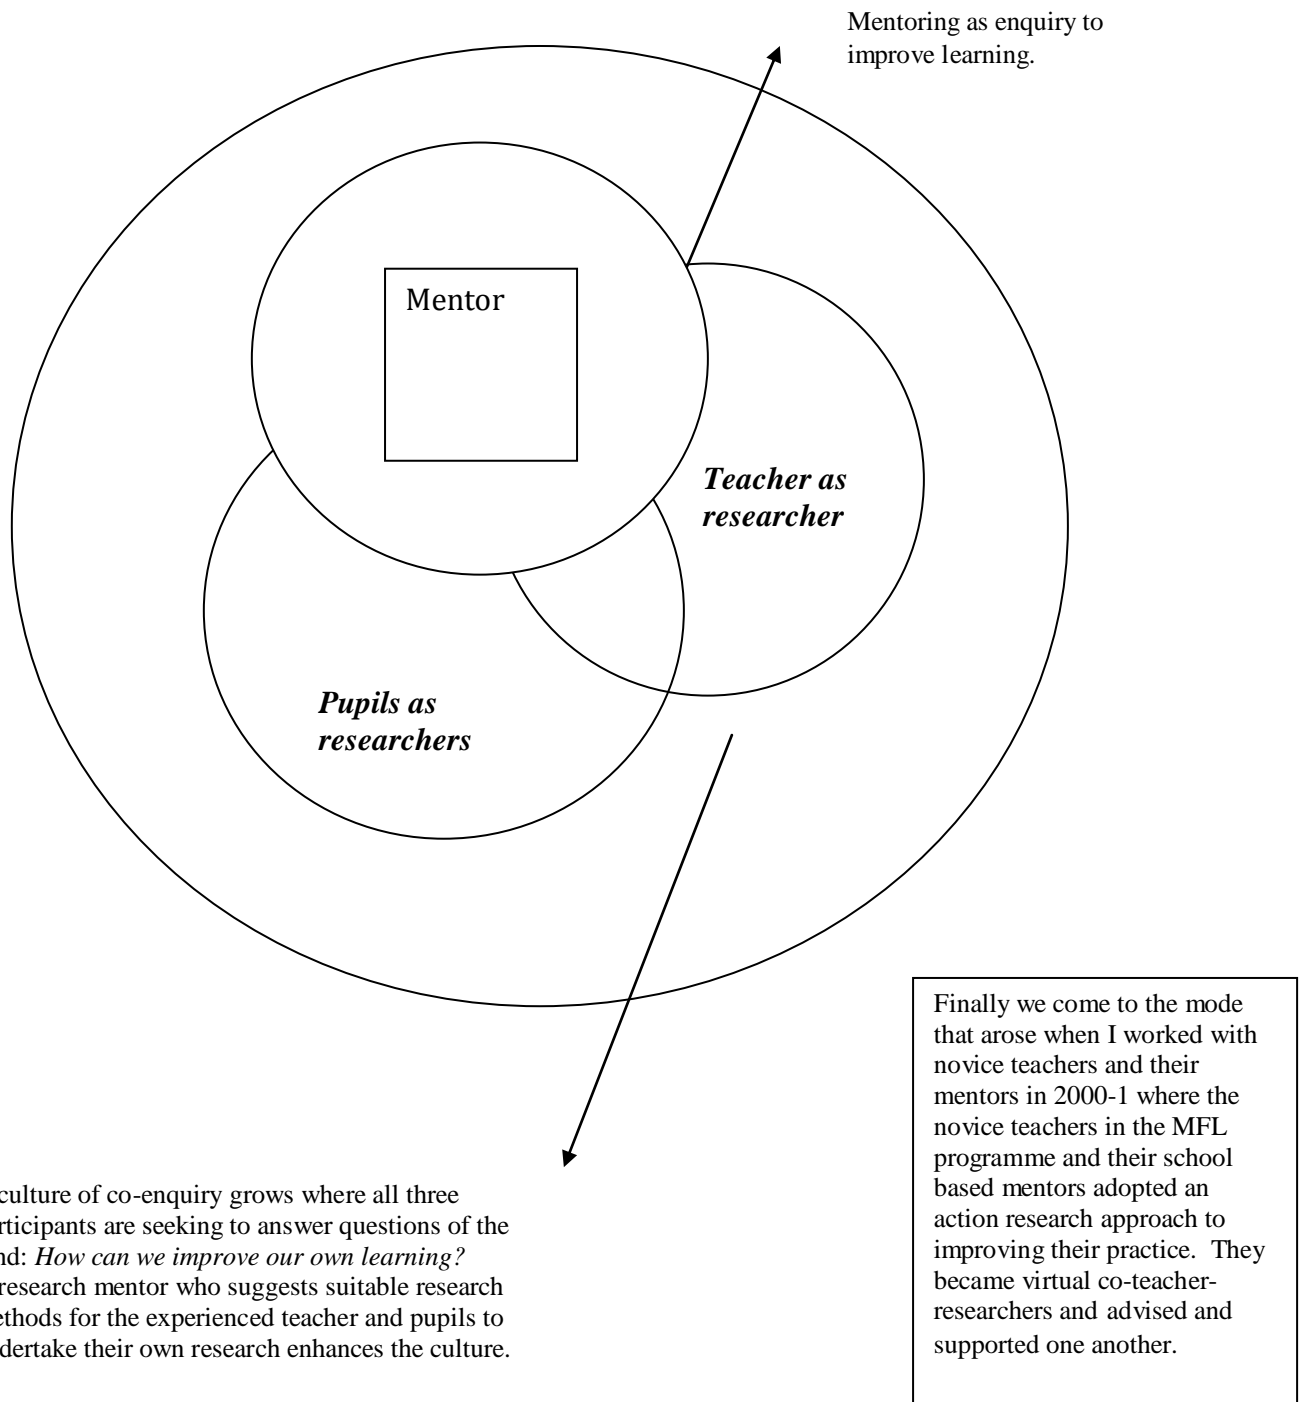 Mentoring as enquiry to
improve learning.
Mentor
Teacher as
researcher
Pupils as
researchers
culture of co-enquiry grows where all three
rticipants are seeking to answer questions of the
nd: How can we improve our own learning?
research mentor who suggests suitable research
ethods for the experienced teacher and pupils to
dertake their own research enhances the culture.
Finally we come to the mode
that arose when I worked with
novice teachers and their
mentors in 2000-1 where the
novice teachers in the MFL
programme and their school
based mentors adopted an
action research approach to
improving their practice.  They
became virtual co-teacher-
researchers and advised and
supported one another.